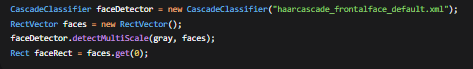 CascadeClassifier faceDetector = new CascadeClassifier("haarcascade_frontalface_default.xml");
RectVector faces = new RectVector();
faceDetector.detectMultiScale(gray, faces);
Rect faceRect = faces.get(0);